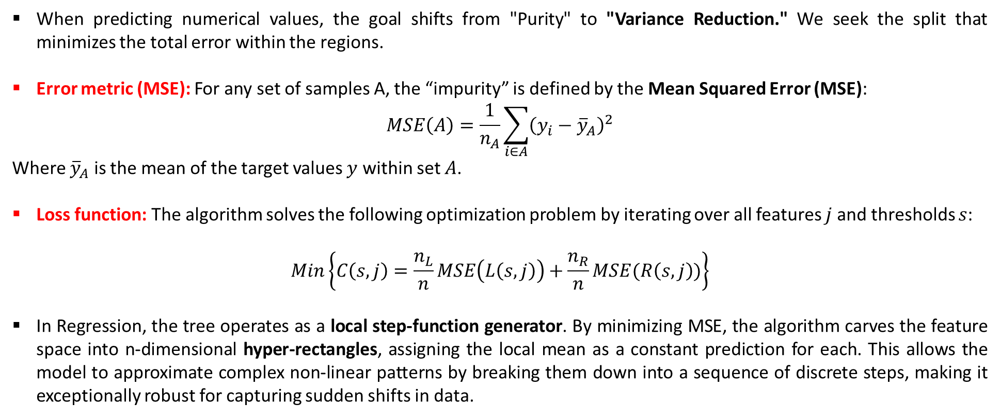 ▪ When predicting numerical values, the goal shifts from "Purity" to "Variance Reduction." We seek the split that
minimizes the total error within the regions.
▪ Error metric (MSE): For any set of samples A, the “impurity” is defined by the Mean Squared Error (MSE):
$MSE(A) = \frac{1}{n_A} \sum_{i \in A} (y_i - \bar{y}_A)^2$
Where $\bar{y}_A$ is the mean of the target values $y$ within set $A$.
▪ Loss function: The algorithm solves the following optimization problem by iterating over all features $j$ and thresholds $s$:
$Min \left\{ C(s,j) = \frac{n_L}{n} MSE(L(s,j)) + \frac{n_R}{n} MSE(R(s,j)) \right\}$
▪ In Regression, the tree operates as a local step-function generator. By minimizing MSE, the algorithm carves the feature
space into n-dimensional hyper-rectangles, assigning the local mean as a constant prediction for each. This allows the
model to approximate complex non-linear patterns by breaking them down into a sequence of discrete steps, making it
exceptionally robust for capturing sudden shifts in data.